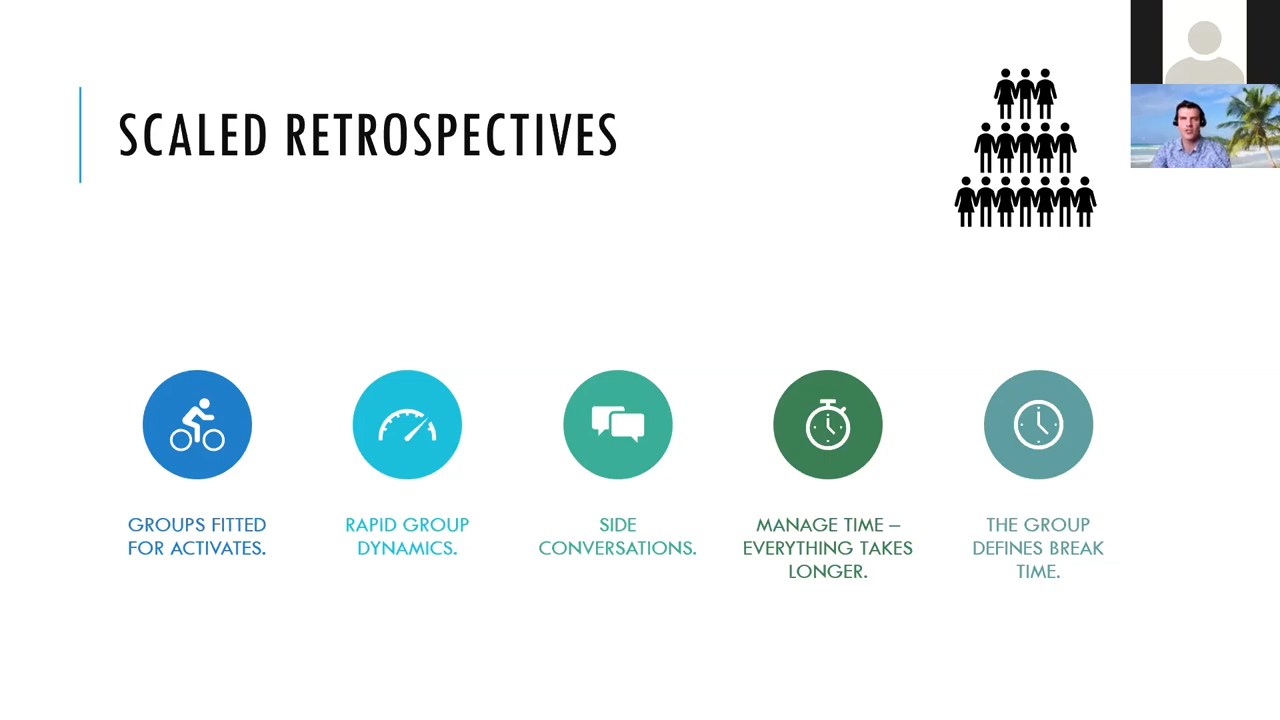 SCALED RETROSPECTIVES
GROUPS FITTED
FOR ACTIVATES.
RAPID GROUP
DYNAMICS.
SIDE
CONVERSATIONS.
MANAGE TIME –
EVERYTHING TAKES
LONGER.
THE GROUP
DEFINES BREAK
TIME.